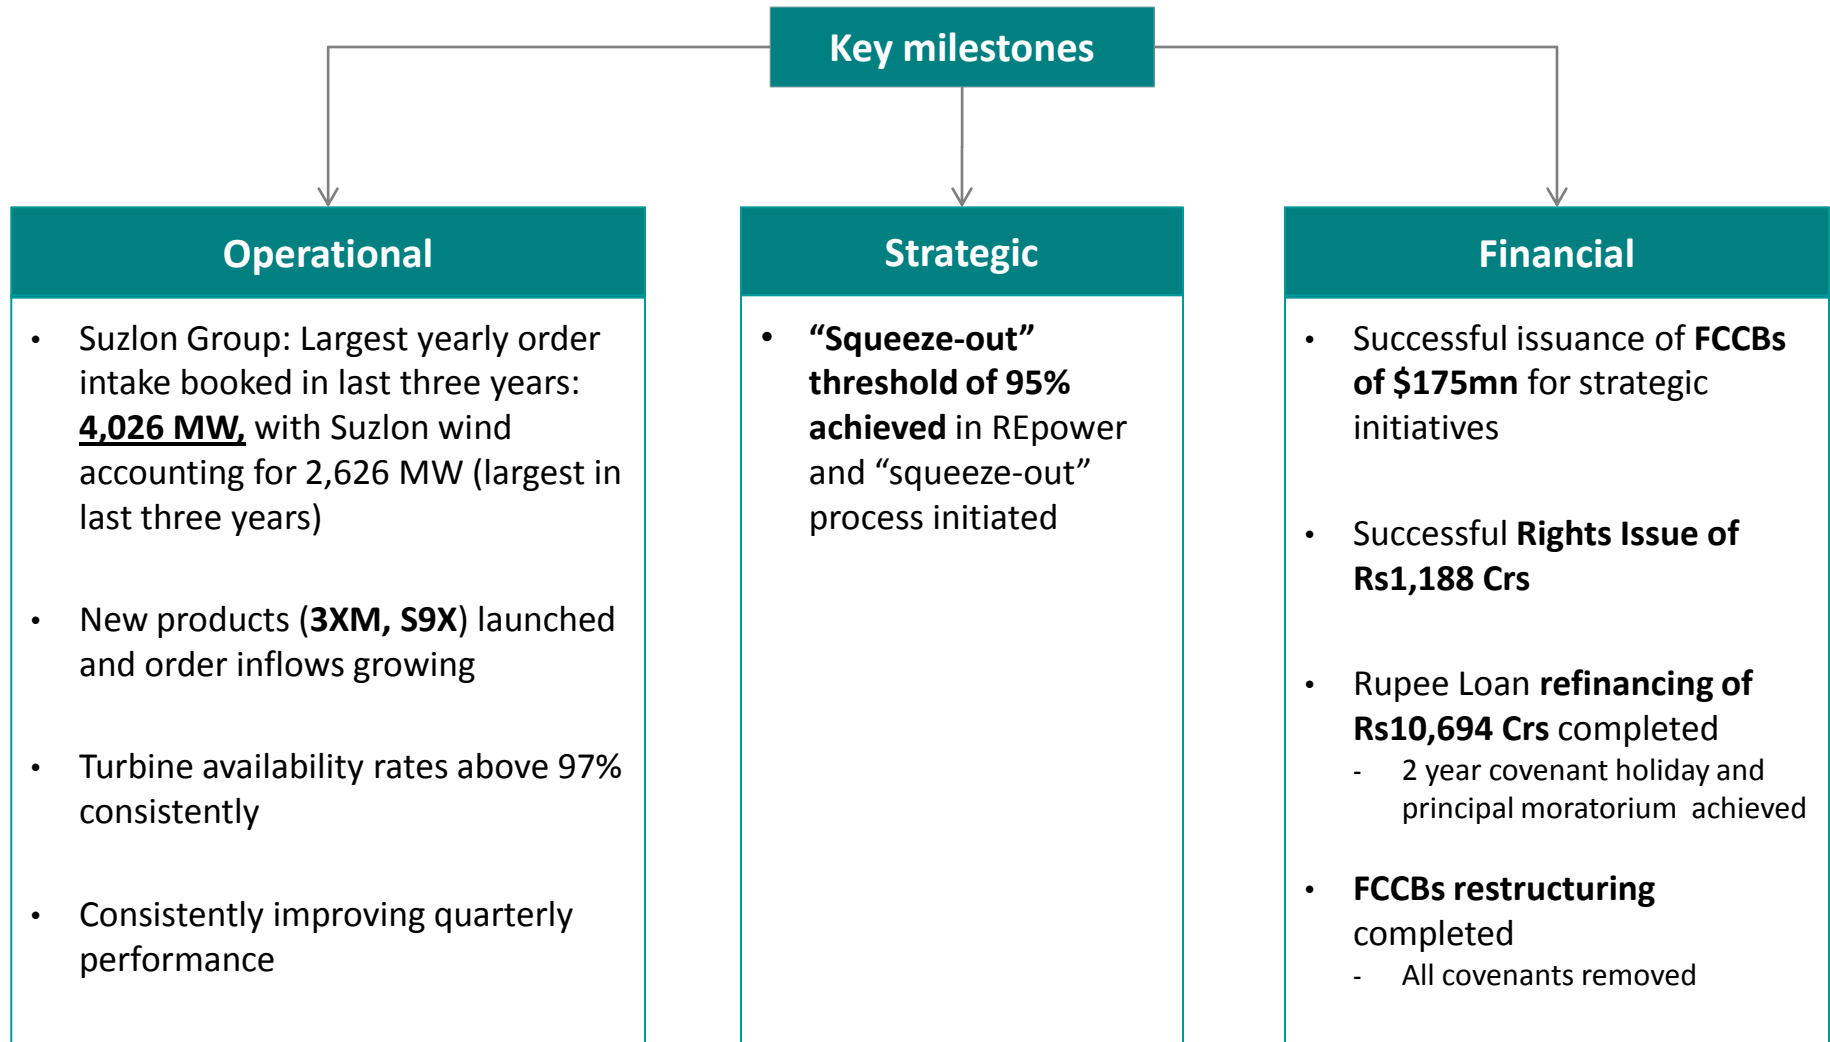 Key milestones
Operational
• Suzlon Group: Largest yearly order
intake booked in last three years:
4,026 MW, with Suzlon wind
accounting for 2,626 MW (largest in
last three years)
• New products (3XM, S9X) launched
and order inflows growing
• Turbine availability rates above 97%
consistently
• Consistently improving quarterly
performance
Strategic
• “Squeeze-out”
threshold of 95%
achieved in REpower
and “squeeze-out”
process initiated
Financial
• Successful issuance of FCCBs
of $175mn for strategic
initiatives
• Successful Rights Issue of
Rs1,188 Crs
• Rupee Loan refinancing of
Rs10,694 Crs completed
- 2 year covenant holiday and
principal moratorium achieved
• FCCBs restructuring
completed
- All covenants removed